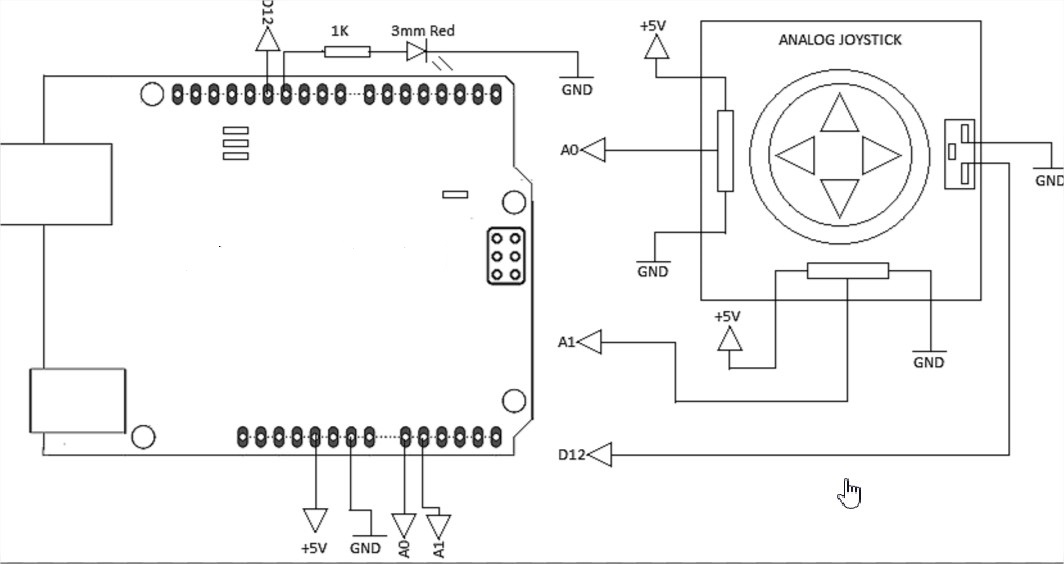 D12
1K
3mm Red
GND
+5V
ANALOG JOYSTICK
A0
GND
GND
+5V
A1
GND
D12
+5V
GND
A0
A1